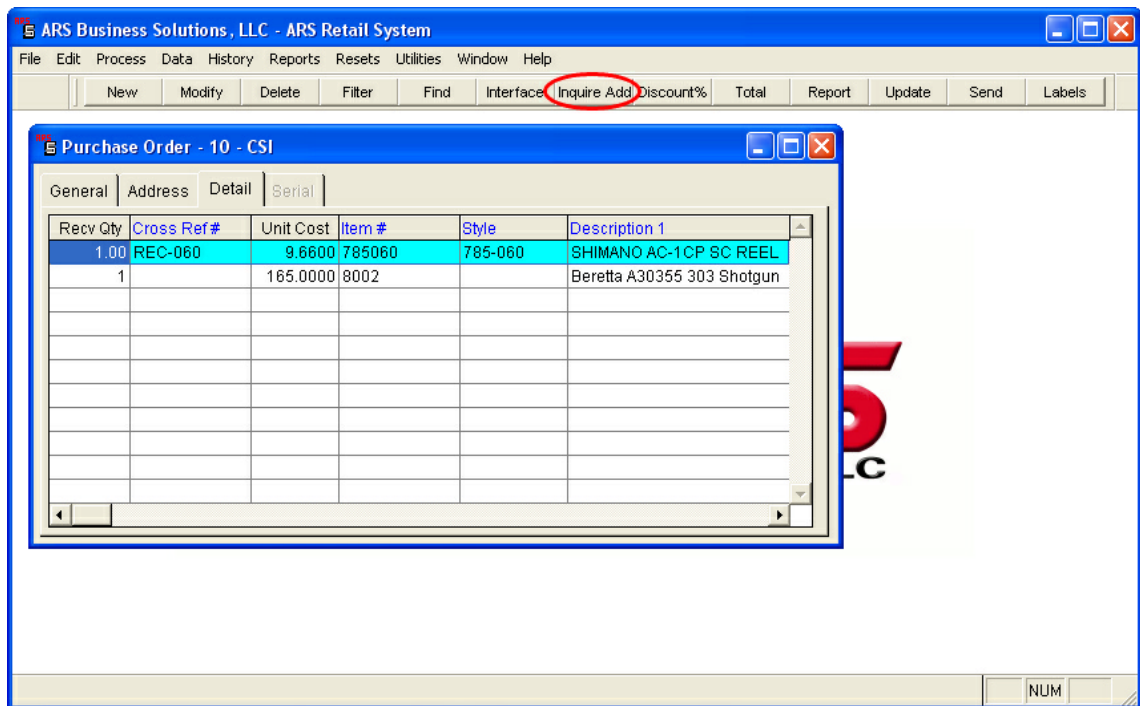 ARS Business Solutions, LLC - ARS Retail System
File Edit Process Data History Reports Resets Utilities Window Help
New Modify Delete Filter Find Interface Inquire Add Discount% Total Report Update Send Labels
Purchase Order - 10 - CSI
General Address Detail Serial
Recv Qty Cross Ref # Unit Cost Item # Style Description 1
1.00 REC-060 9.6600 785060 785-060 SHIMANO AC-1CP SC REEL
1 165.0000 8002 Beretta A30355 303 Shotgun
LC
NUM